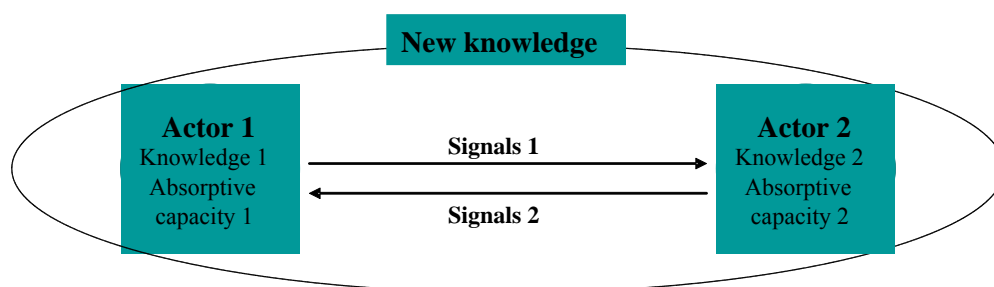 New knowledge
Actor 1
Knowledge 1
Absorptive
capacity 1
Signals 1
Signals 2
Actor 2
Knowledge 2
Absorptive
capacity 2